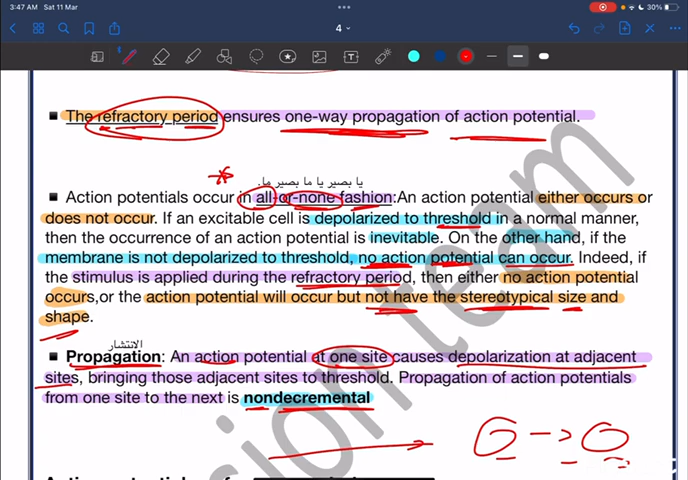 3:47 AM Sat 11 Mar
30%
4
The refractory period ensures one-way propagation of action potential.
يا بصير يا ما بصير ما.
Action potentials occur in all-or-none fashion:An action potential either occurs or
does not occur. If an excitable cell is depolarized to threshold in a normal manner,
then the occurrence of an action potential is inevitable. On the other hand, if the
membrane is not depolarized to threshold, no action potential can occur. Indeed, if
the stimulus is applied during the refractory period, then either no action potential
occurs,or the action potential will occur but not have the stereotypical size and
shape.
الانتشار
Propagation: An action potential at one site causes depolarization at adjacent
sites, bringing those adjacent sites to threshold. Propagation of action potentials
from one site to the next is nondecremental
sion team